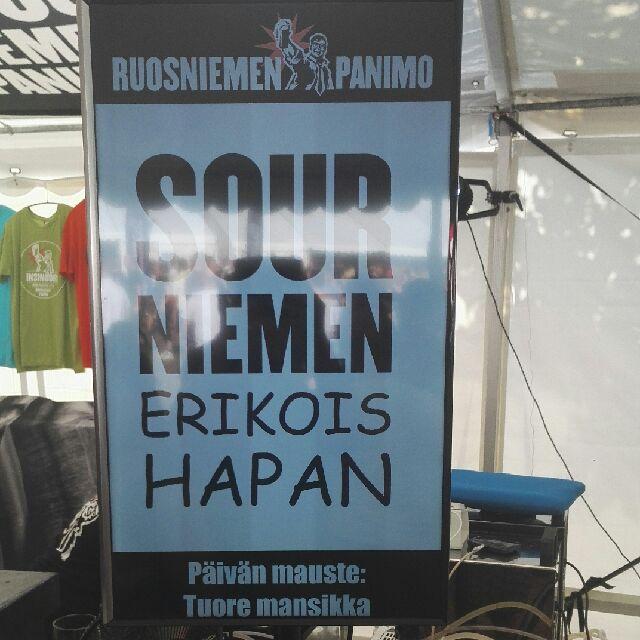 RUOSNIEMEN PANIMO
SOUR
NIEMEN
ERIKOIS
HAPAN
Päivän mauste:
Tuore mansikka